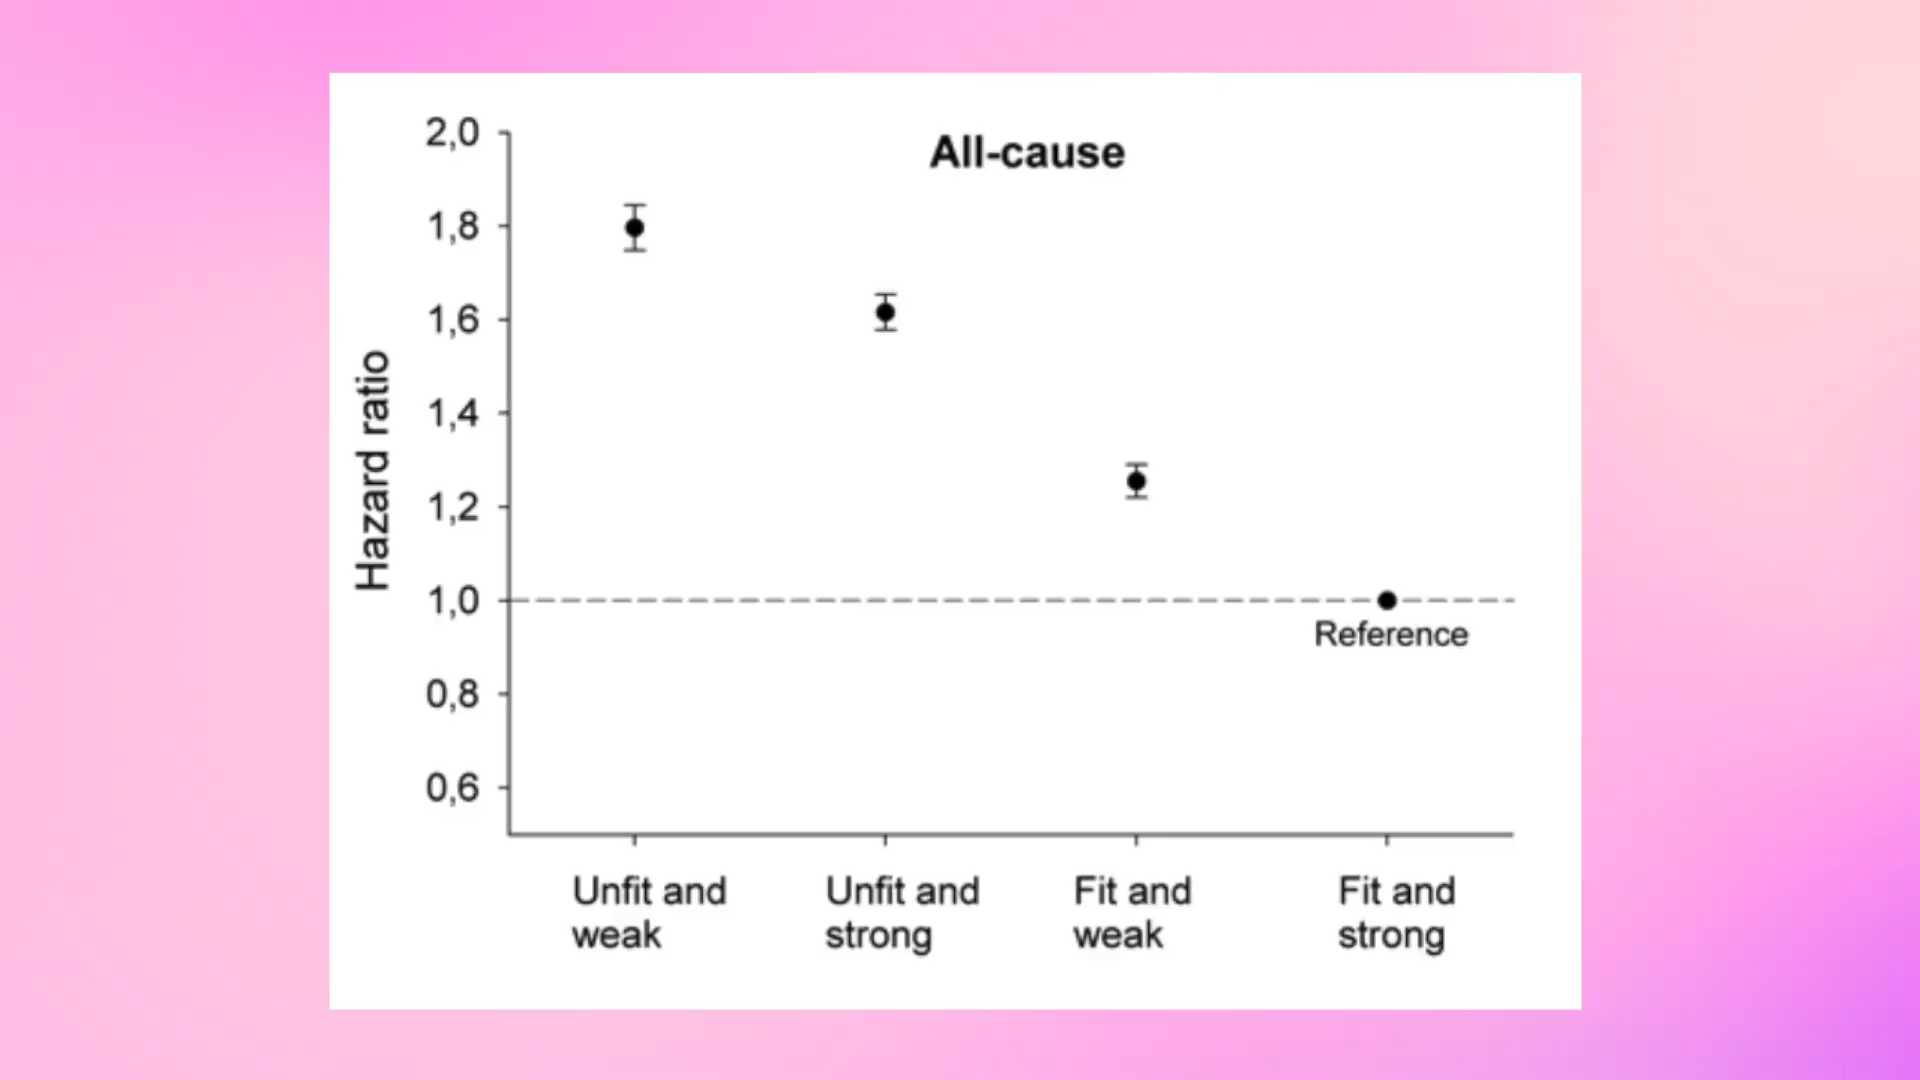 All-cause
2,0
1,8
1,6
1,4
1,2
1,0
0,8
0,6
Hazard ratio
Reference
Unfit and
weak
Unfit and
strong
Fit and
weak
Fit and
strong